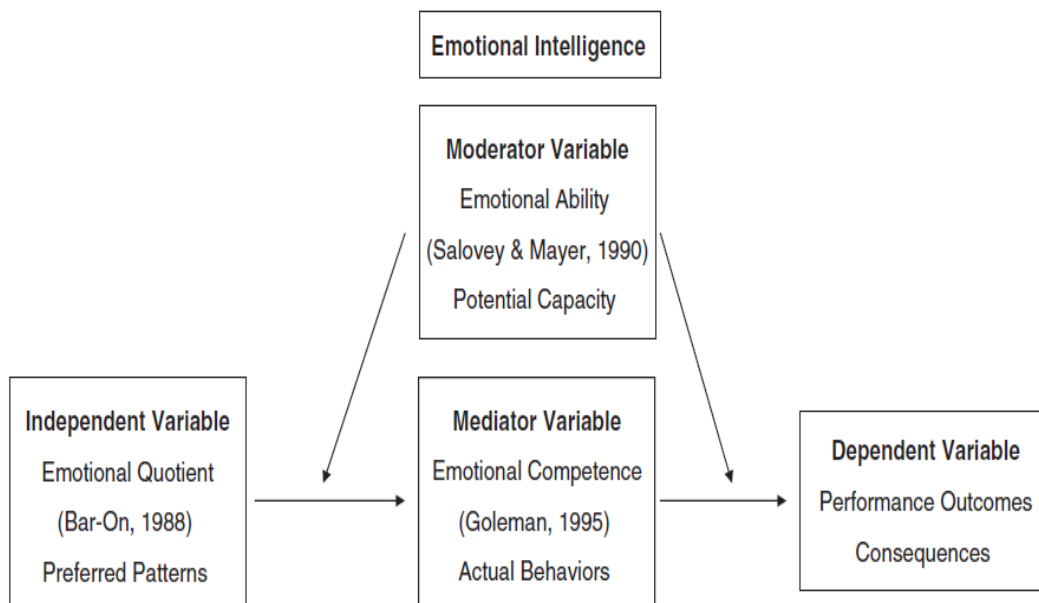 Emotional Intelligence
Moderator Variable
Emotional Ability
(Salovey & Mayer, 1990)
Potential Capacity
Independent Variable
Emotional Quotient
(Bar-On, 1988)
Preferred Patterns
Mediator Variable
Emotional Competence
(Goleman, 1995)
Actual Behaviors
Dependent Variable
Performance Outcomes
Consequences